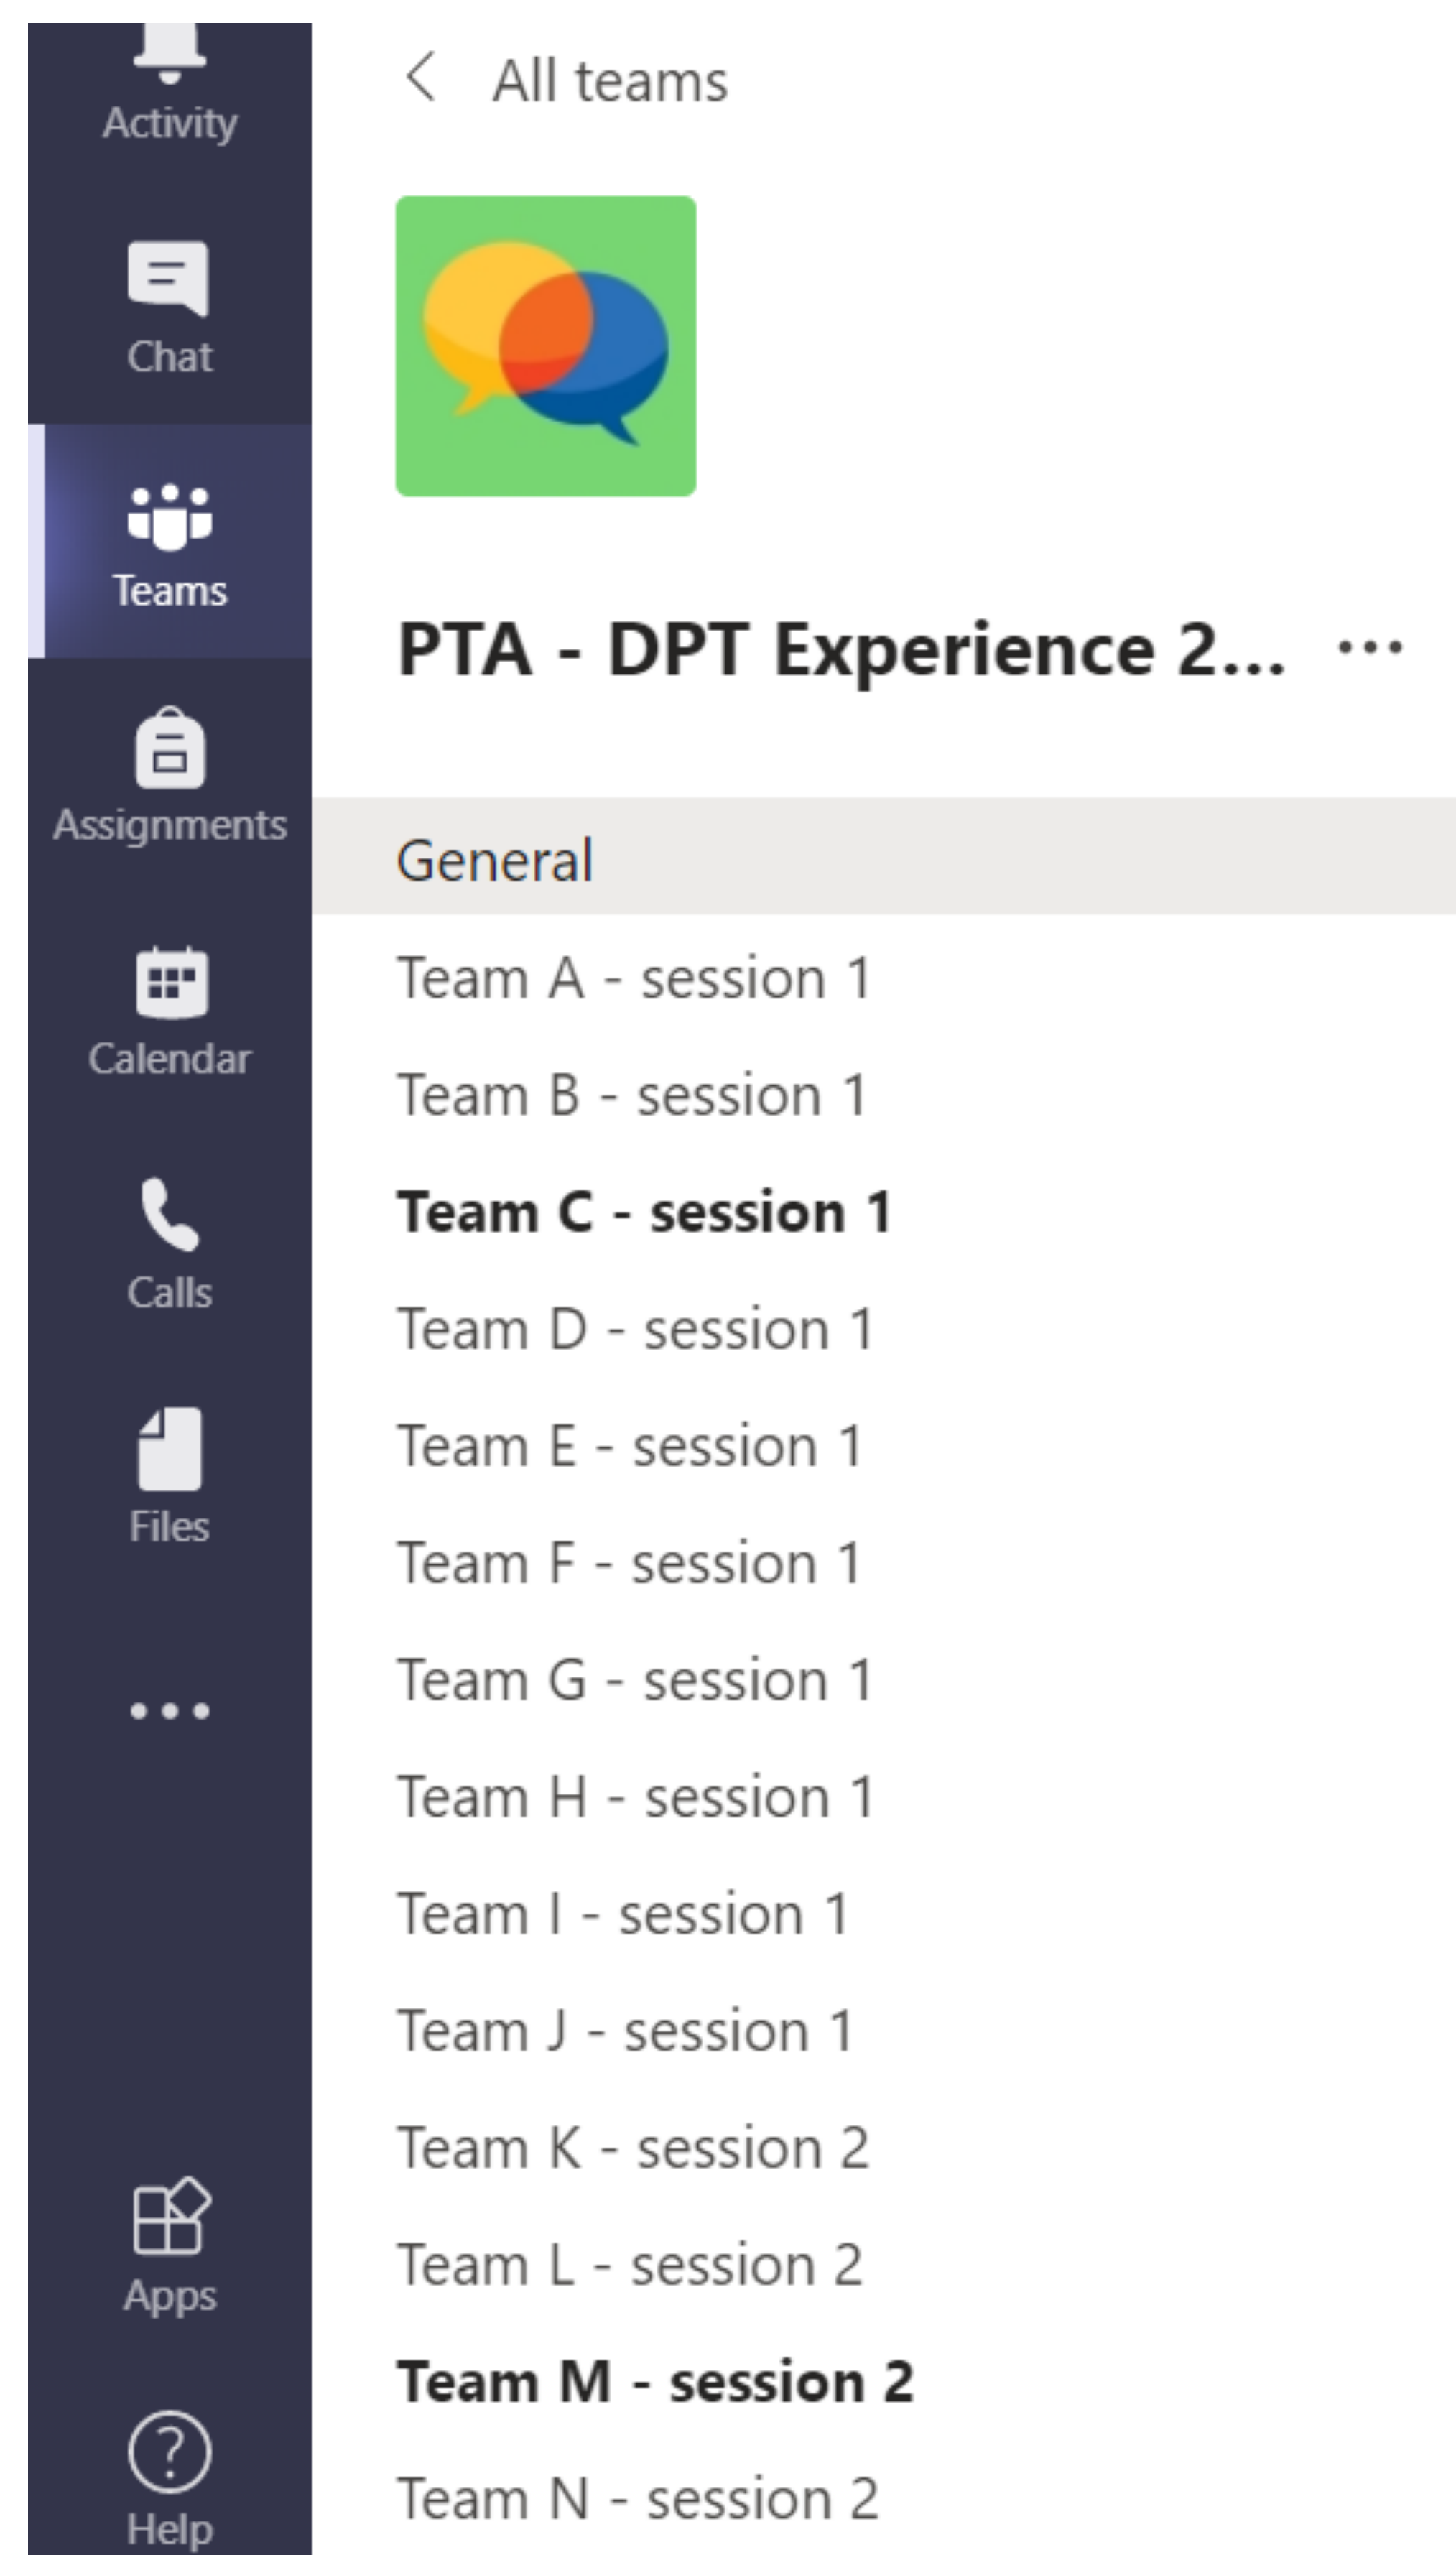 Activity
Chat
Teams
Assignments
Calendar
Calls
Files
Apps
Help
All teams
PTA - DPT Experience 2...
General
Team A - session 1
Team B - session 1
Team C - session 1
Team D - session 1
Team E - session 1
Team F - session 1
Team G - session 1
Team H - session 1
Team I - session 1
Team J - session 1
Team K - session 2
Team L - session 2
Team M - session 2
Team N - session 2